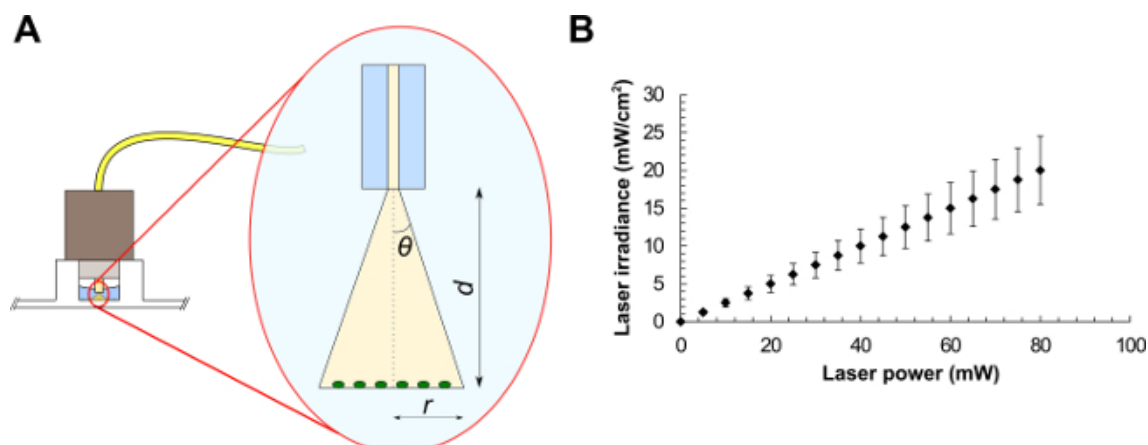 A
θ
d
r
B
Laser irradiance (mW/cm²)
30
25
20
15
10
5
0
0 20 40 60 80 100
Laser power (mW)